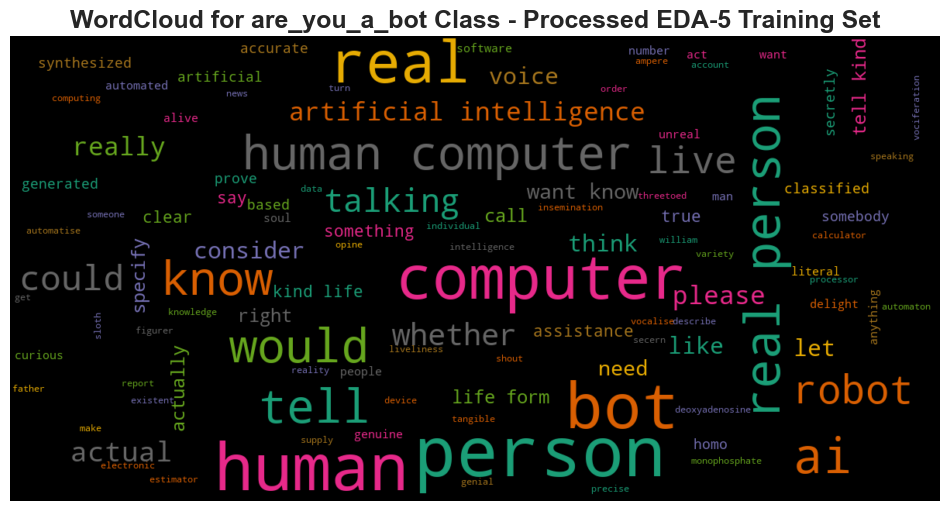 WordCloud for are_you_a_bot Class - Processed EDA-5 Training Set
accurate
software
number
ampere
act
account
want
synthesized
automated
artificial
real
voice
computing
news
turn
order
secretly
tell kind
vociferation
alive
artificial intelligence
unreal
really
human computer
live
real person
speaking
generated
prove
data
want know
threetoed
man
classified
say
based
talking
insemination
someone
clear
soul
call
true
somebody
automatise
something
individual
opine
intelligence
think
william
variety
calculator
specify
consider
could
know
computer
literal
processor
get
kind life
please
delight
anything
automaton
sloth
knowledge
figurer
right
whether
assistance
vocalise
describe
curious
would
liveliness
shout
secern
like
let
actually
reality
people
need
father
report
existent
device
life form
bot
deoxyadenosine
robot
make
tell
tangible
actual
supply
genuine
person
homo
monophosphate
ai
electronic
estimator
human
genial
precise